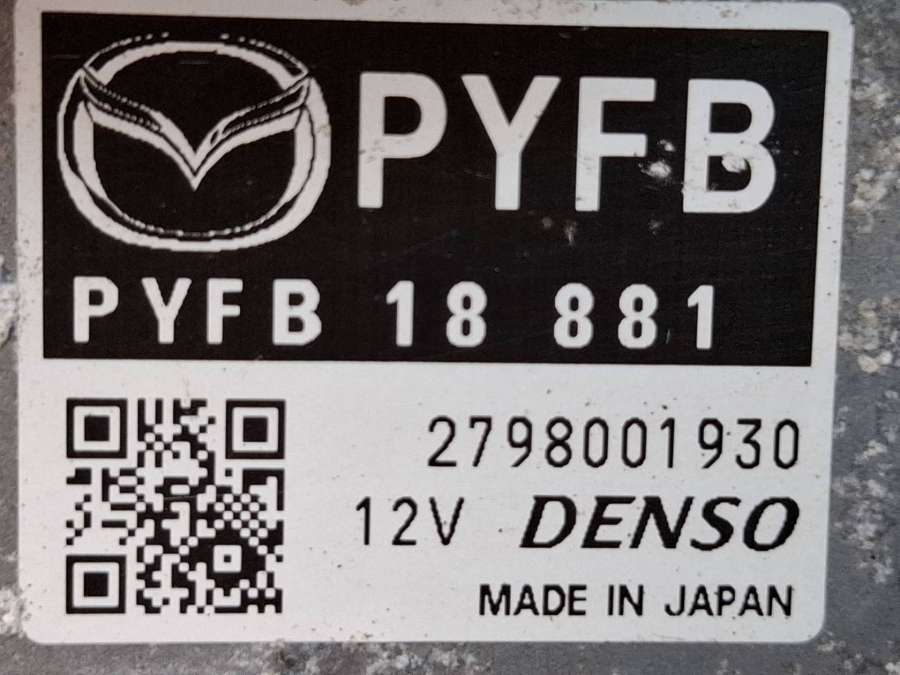 PYFB
PYFB 18 881
2798001930
12V DENSO
MADE IN JAPAN